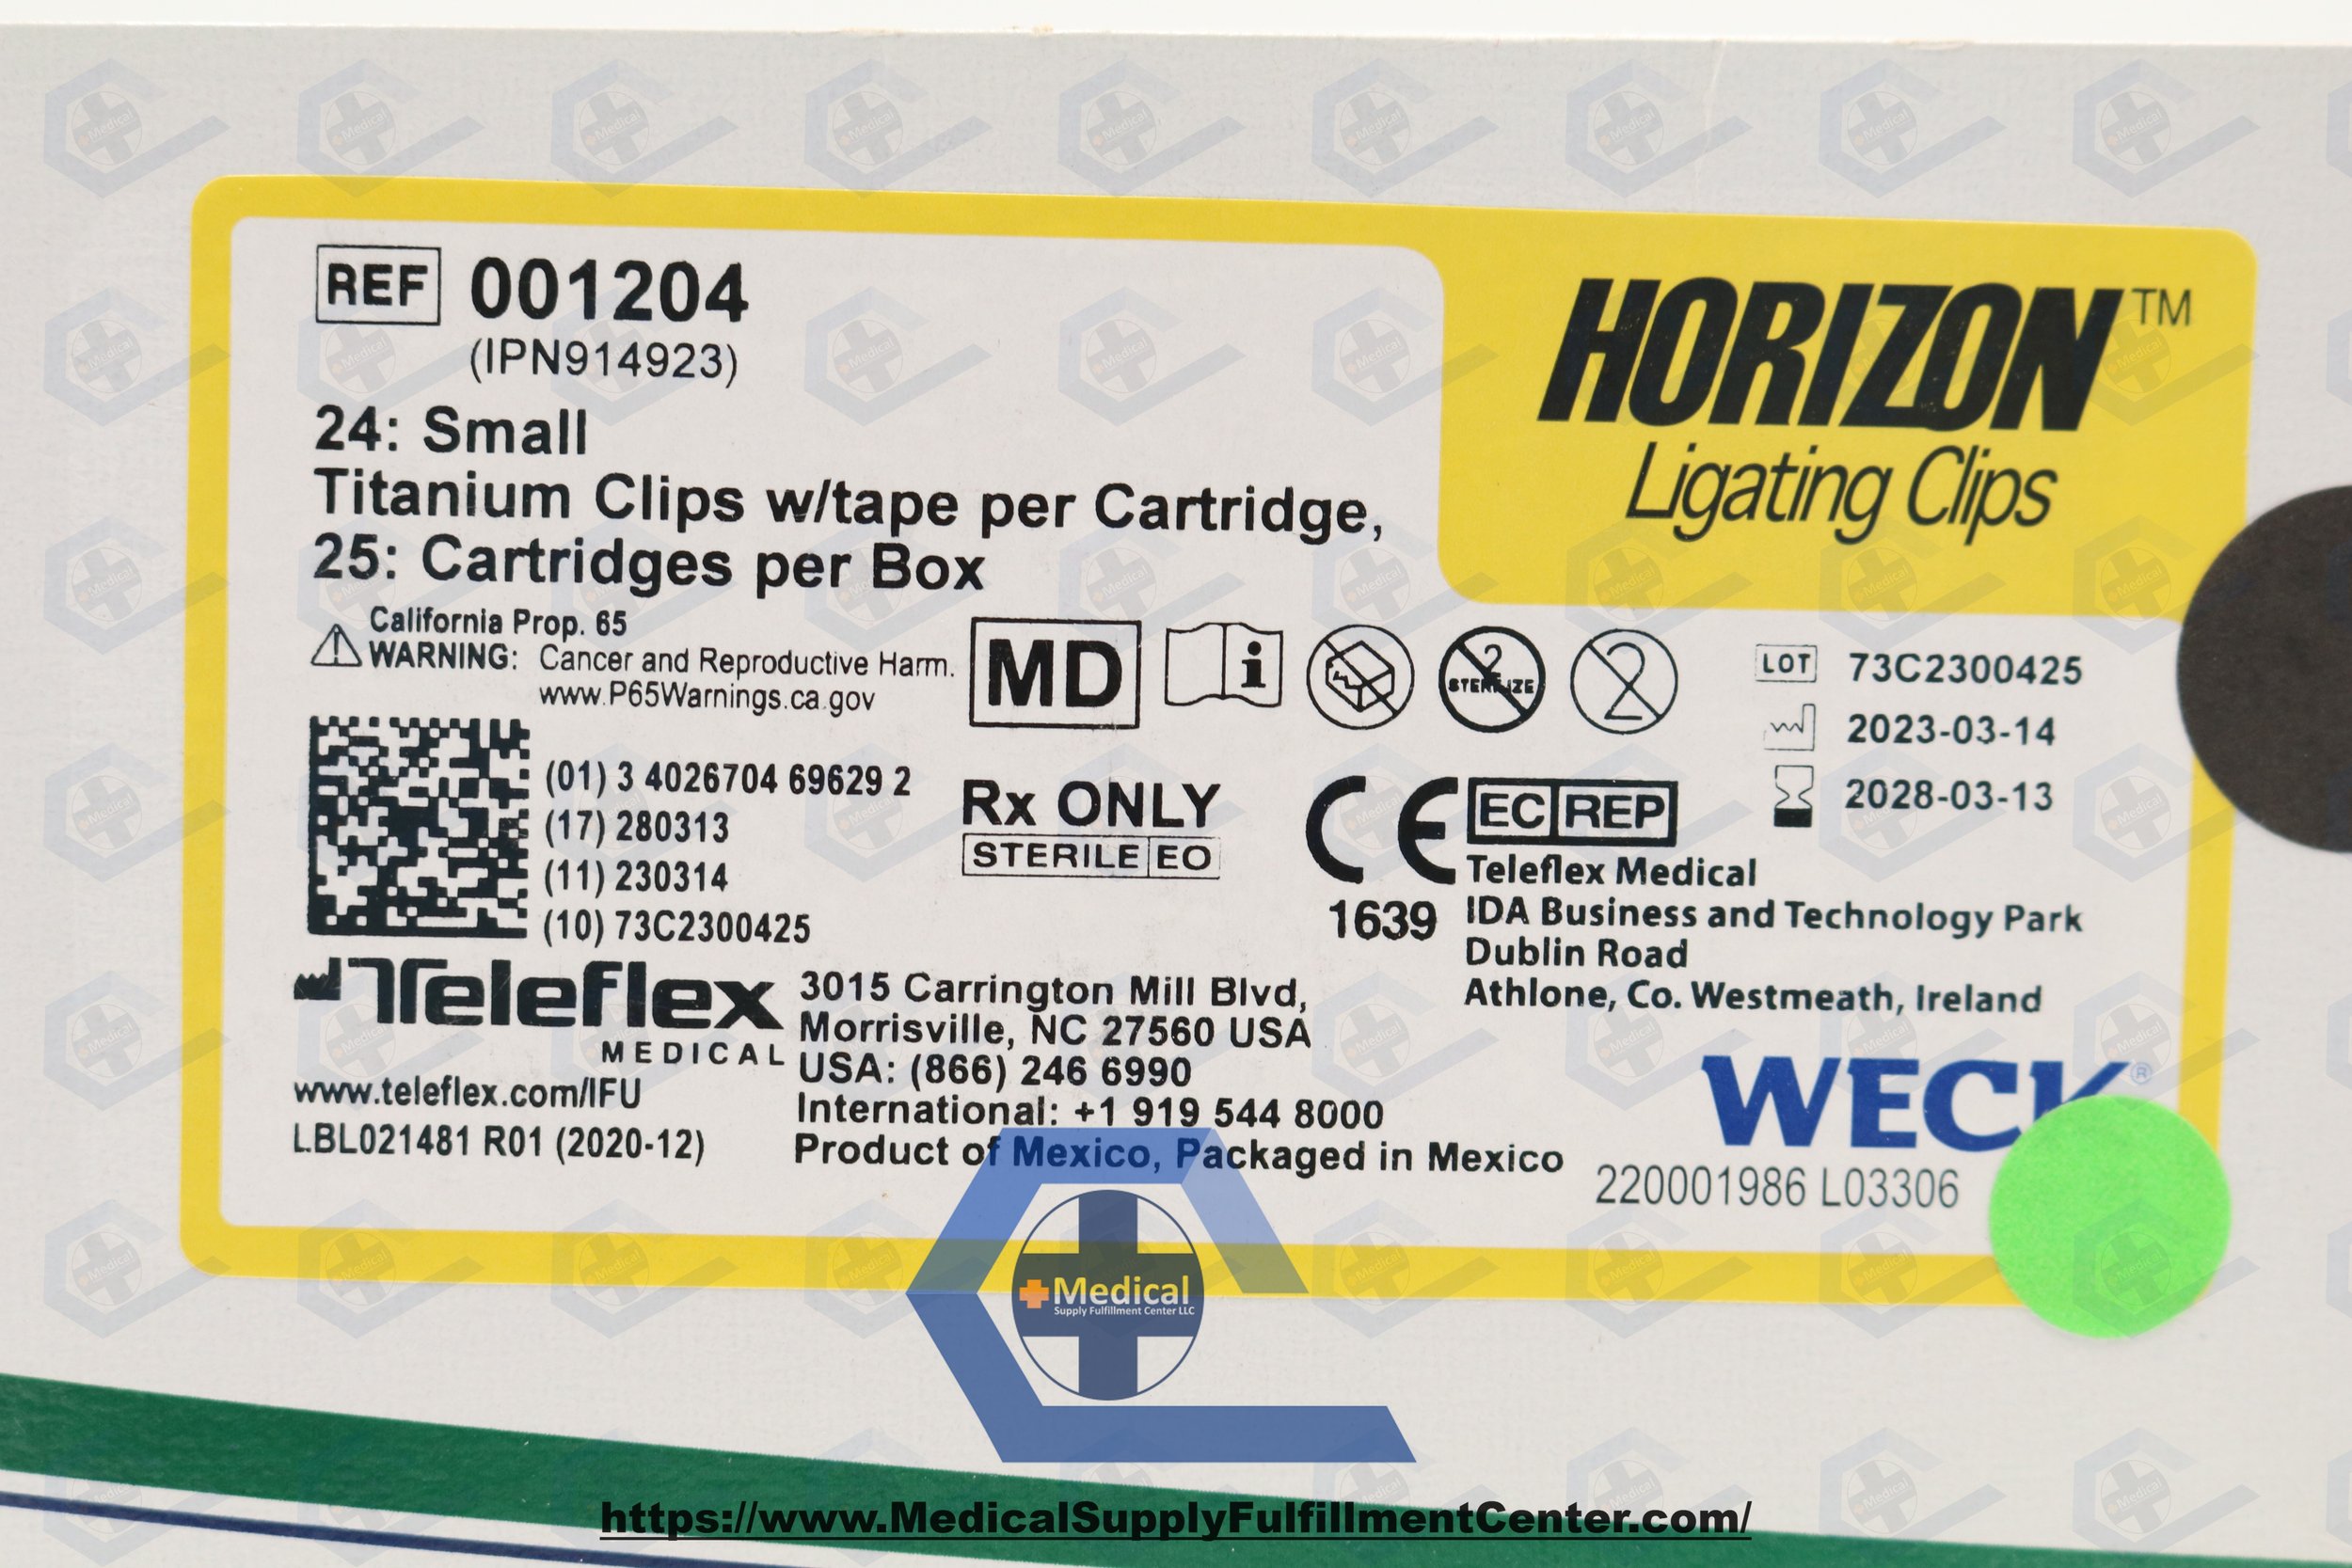 REF 001204
(IPN914923)
24: Small
Titanium Clips w/tape per Cartridge,
25: Cartridges per Box
HORIZON™
Ligating Clips
California Prop. 65
WARNING: Cancer and Reproductive Harm.
www.P65Warnings.ca.gov
MD
2
STERILIZE
2
LOT 73C2300425
2023-03-14
2028-03-13
(01) 3 4026704 69629 2
(17) 280313
(11) 230314
(10) 73C2300425
Rx ONLY
STERILE EO
CE
1639
EC REP
Teleflex Medical
IDA Business and Technology Park
Dublin Road
Athlone, Co. Westmeath, Ireland
Teleflex
MEDICAL
www.teleflex.com/IFU
LBL021481 R01 (2020-12)
3015 Carrington Mill Blvd,
Morrisville, NC 27560 USA
USA: (866) 246 6990
International: +1 919 544 8000
Product of Mexico, Packaged in Mexico
WECK®
220001986 L03306
Medical
Supply Fulfillment Center LLC
https://www.MedicalSupplyFulfillmentCenter.com/